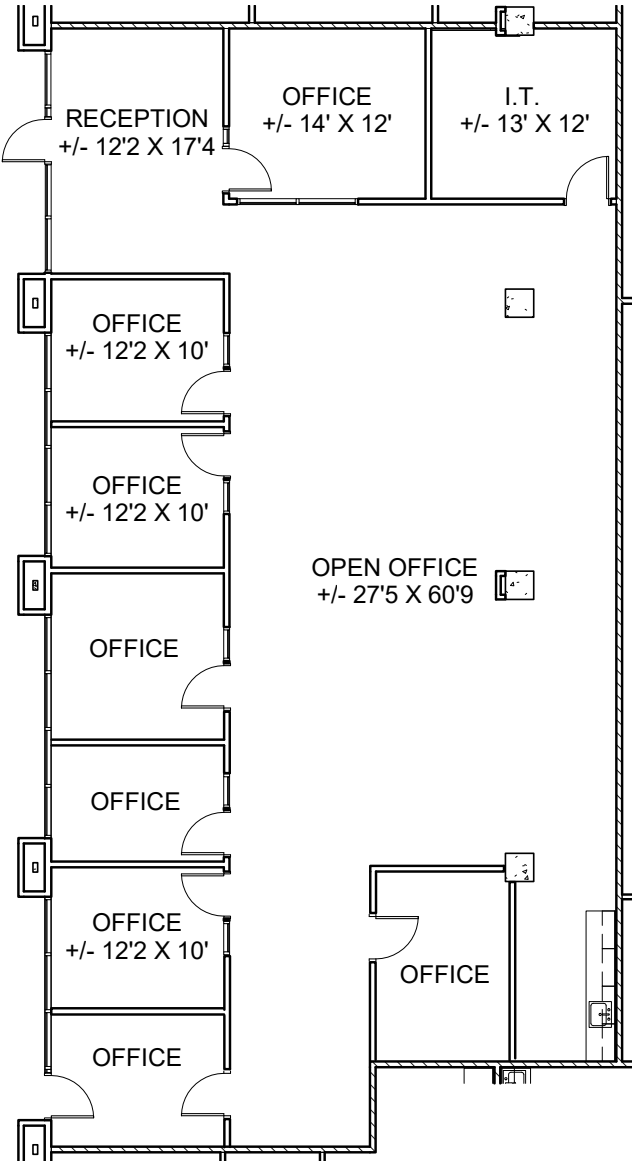 RECEPTION
+/- 12'2 X 17'4
OFFICE
+/- 14' X 12'
I.T.
+/- 13' X 12'
OFFICE
+/- 12'2 X 10'
OFFICE
+/- 12'2 X 10'
OPEN OFFICE
+/- 27'5 X 60'9
OFFICE
OFFICE
OFFICE
+/- 12'2 X 10'
OFFICE
OFFICE